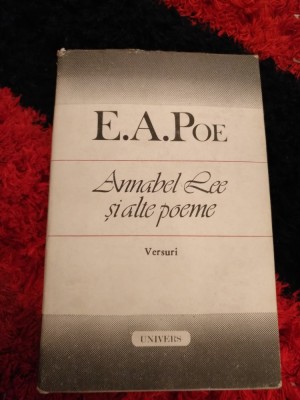 E.A.POE
Annabel Lee
și alte poeme
Versuri
UNIVERS